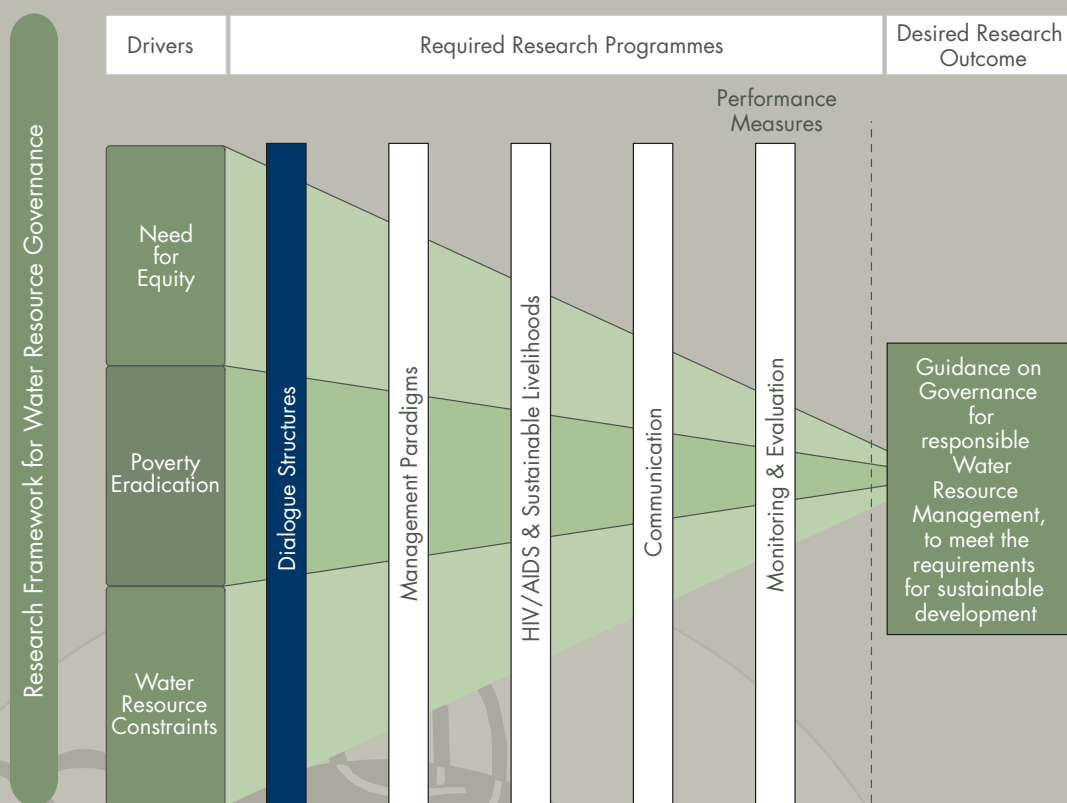 Research Framework for Water Resource Governance
Drivers
Required Research Programmes
Desired Research
Outcome
Performance
Measures
Need
for
Equity
Poverty
Eradication
Water
Resource
Constraints
Dialogue Structures
Management Paradigms
HIV/AIDS & Sustainable Livelihoods
Communication
Monitoring & Evaluation
Guidance on
Governance
for
responsible
Water
Resource
Management,
to meet the
requirements
for sustainable
development